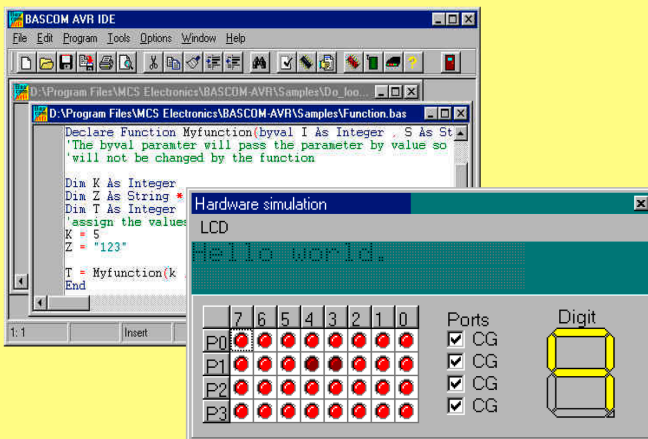 BASCOM AVR IDE
File Edit Program Tools Options Window Help
D:\Program Files\MCS Electronics\BASCOM-AVR\Samples\Do_loo...
D:\Program Files\MCS Electronics\BASCOM-AVR\Samples\Function.bas
Declare Function Myfunction(byval I As Integer , S As St
'The byval paramter will pass the parameter by value so
'will not be changed by the function
Dim K As Integer
Dim Z As String *
Dim T As Integer
'assign the values
K = 5
Z = "123"
T = Myfunction(k
End
1: 1 Insert
Hardware simulation
LCD
Hello world.
7 6 5 4 3 2 1 0 Ports Digit
P0 CG
P1 CG
P2 CG
P3 CG